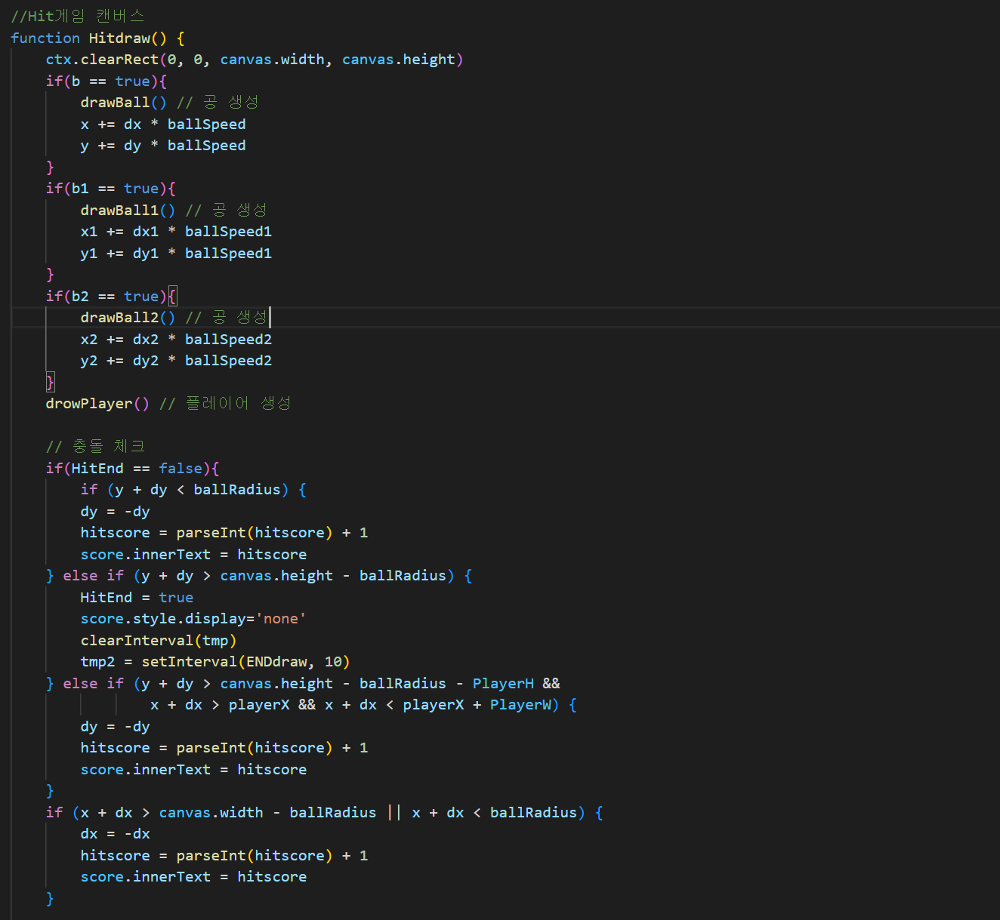 //Hit게임 캔버스
function Hitdraw() {
    ctx.clearRect(0, 0, canvas.width, canvas.height)
    if(b == true){
        drawBall() // 공 생성
        x += dx * ballSpeed
        y += dy * ballSpeed
    }
    if(b1 == true){
        drawBall1() // 공 생성
        x1 += dx1 * ballSpeed1
        y1 += dy1 * ballSpeed1
    }
    if(b2 == true){
        drawBall2() // 공 생성
        x2 += dx2 * ballSpeed2
        y2 += dy2 * ballSpeed2
    }
    drowPlayer() // 플레이어 생성

    // 충돌 체크
    if(HitEnd == false){
        if (y + dy < ballRadius) {
        dy = -dy
        hitscore = parseInt(hitscore) + 1
        score.innerText = hitscore
    } else if (y + dy > canvas.height - ballRadius) {
        HitEnd = true
        score.style.display='none'
        clearInterval(tmp)
        tmp2 = setInterval(ENDdraw, 10)
    } else if (y + dy > canvas.height - ballRadius - PlayerH &&
                x + dx > playerX && x + dx < playerX + PlayerW) {
        dy = -dy
        hitscore = parseInt(hitscore) + 1
        score.innerText = hitscore
    }
    if (x + dx > canvas.width - ballRadius || x + dx < ballRadius) {
        dx = -dx
        hitscore = parseInt(hitscore) + 1
        score.innerText = hitscore
    }